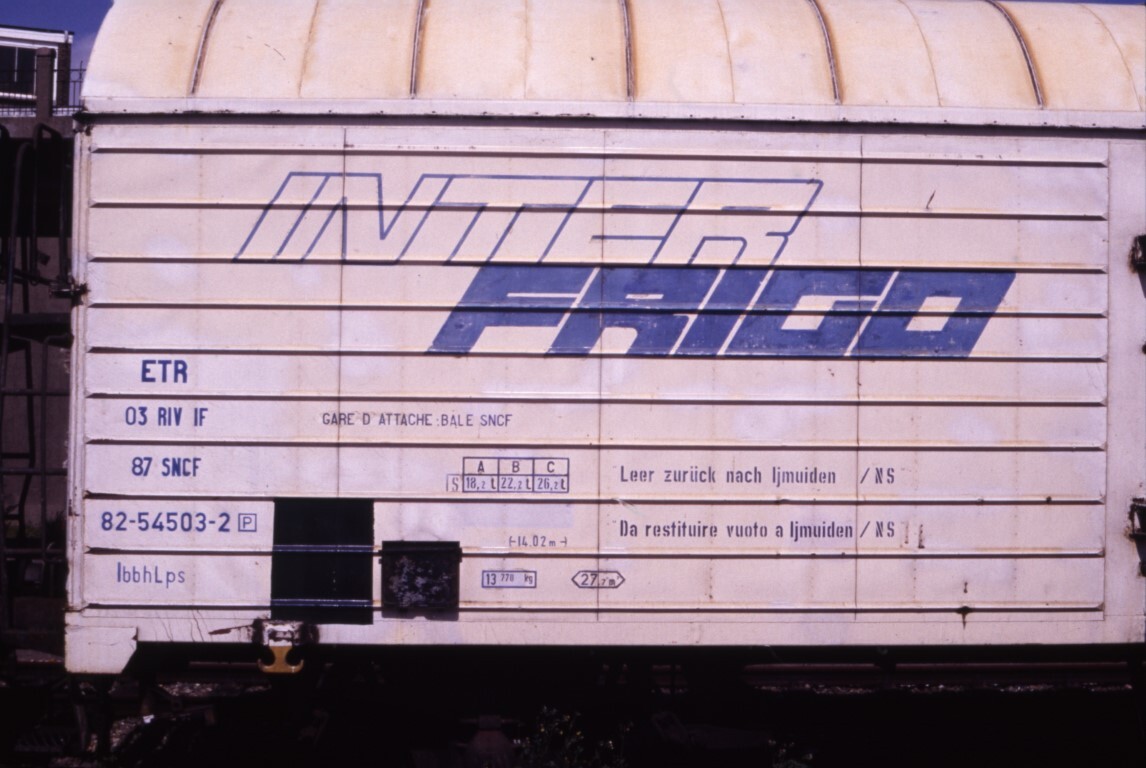 INTER
FRIGO
ETR
03 RIV IF
GARE D'ATTACHE : BALE SNCF
87 SNCF
A B C
S 18,2 t 22,2 t 26,2 t
Leer zurück nach Ijmuiden / NS
82-54503-2 P
Da restituire vuoto a Ijmuiden / NS
14.02 m
IbbhLps
13 770 kg
27,7 m